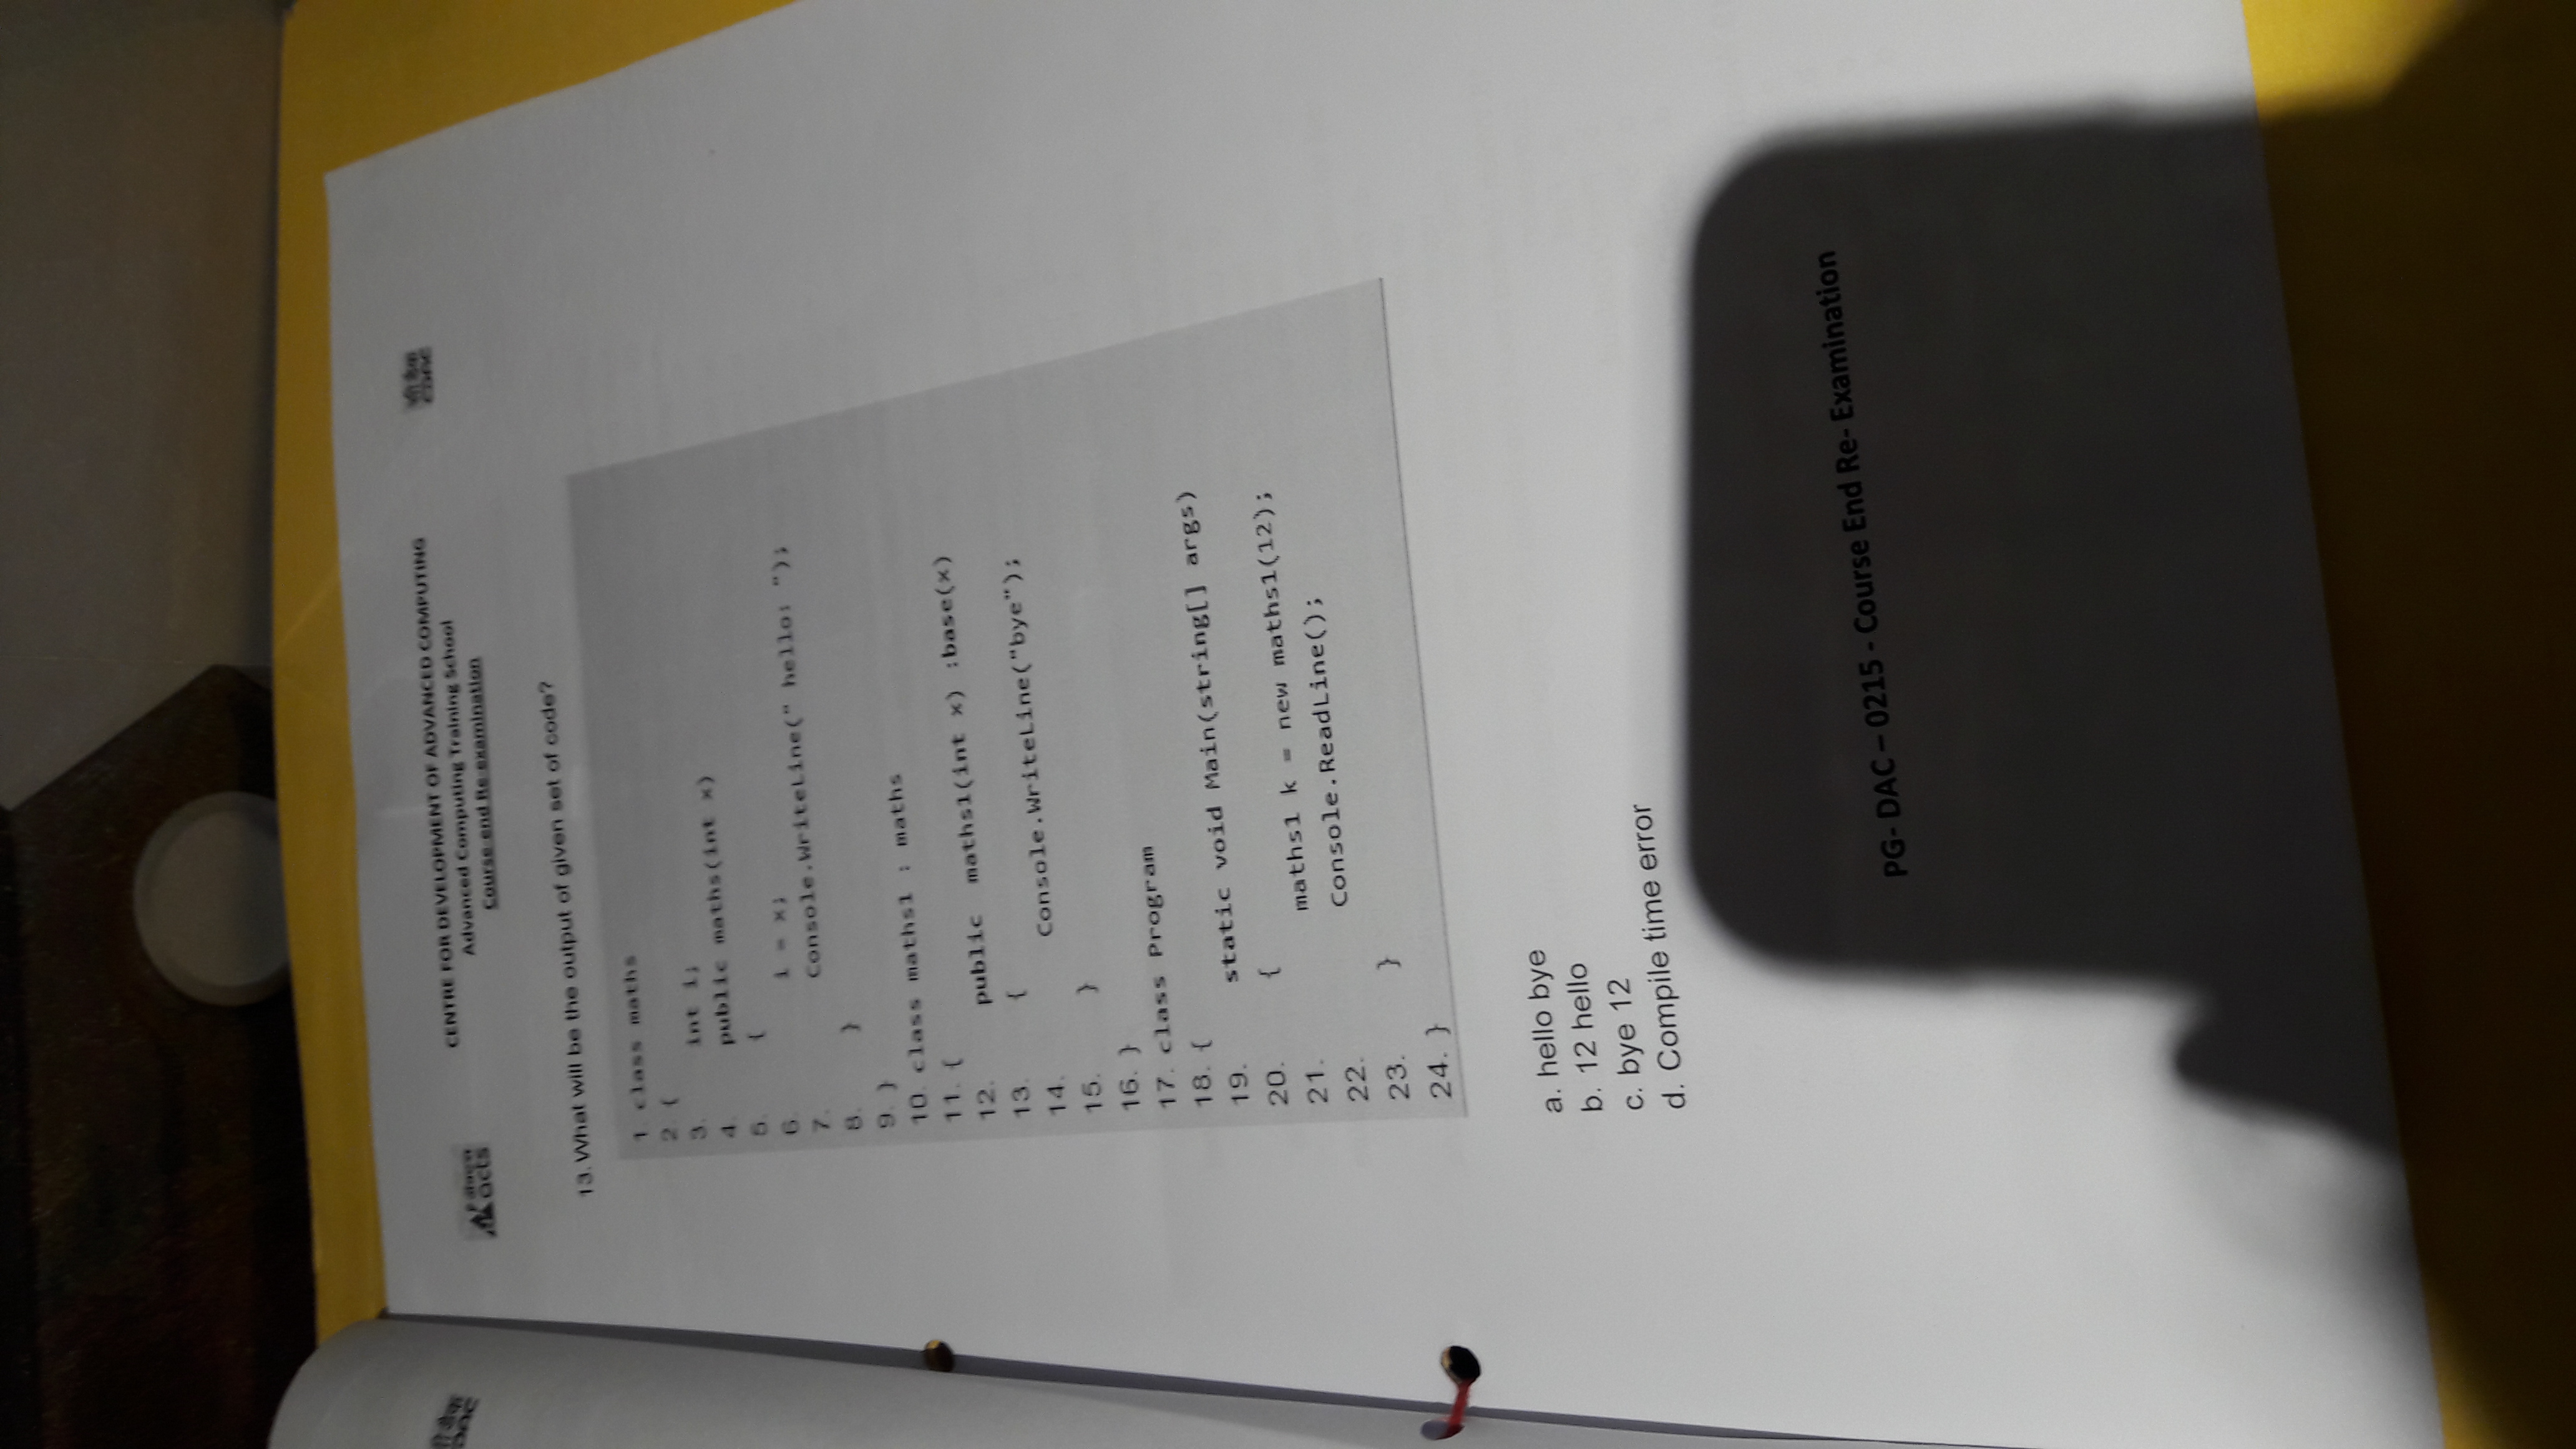 CENTRE FOR DEVELOPMENT OF ADVANCED COMPUTING
Advanced Computing Training School
Course end Re-examination
acts
सी डैक
CDAC
13. What will be the output of given set of code?
1. class maths
2. {
3. int i;
4. public maths(int x)
5. {
6. i = x;
7. Console.WriteLine(" hello: ");
8. }
9. }
10. class maths1 : maths
11. {
12. public maths1(int x) :base(x)
13. {
14. Console.WriteLine("bye");
15. }
16. }
17. class Program
18. {
19. static void Main(string[] args)
20. {
21. maths1 k = new maths1(12);
22. Console.ReadLine();
23. }
24. }
a. hello bye
b. 12 hello
c. bye 12
d. Compile time error
PG- DAC – 0215 - Course End Re- Examination